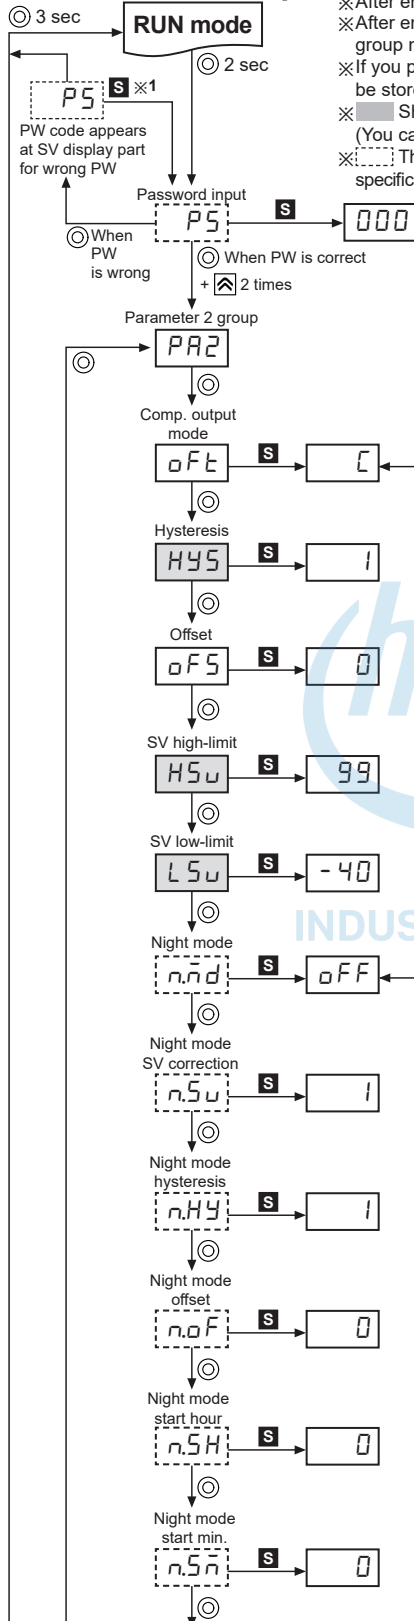 ◎ 3 sec
RUN mode
※After en
※After en
group m
◎ 2 sec
※If you p
be store
PS S ※1
※ Sh
(You ca
PW code appears
at SV display part
for wrong PW
※ Th
specific
Password input
PS S 000
◎ When
PW
is wrong
◎ When PW is correct
+ 2 times
Parameter 2 group
◎ PA2
◎
Comp. output
mode
oFt S C
◎
Hysteresis
HYS S 1
◎
Offset
oFS S 0
◎
SV high-limit
HSv S 99
◎
SV low-limit
LSv S -40
◎
INDUS
Night mode
n.md S oFF
◎
Night mode
SV correction
n.Sv S 1
◎
Night mode
hysteresis
n.HY S 1
◎
Night mode
offset
n.oF S 0
◎
Night mode
start hour
n.SH S 0
◎
Night mode
start min.
n.Sm S 0
◎